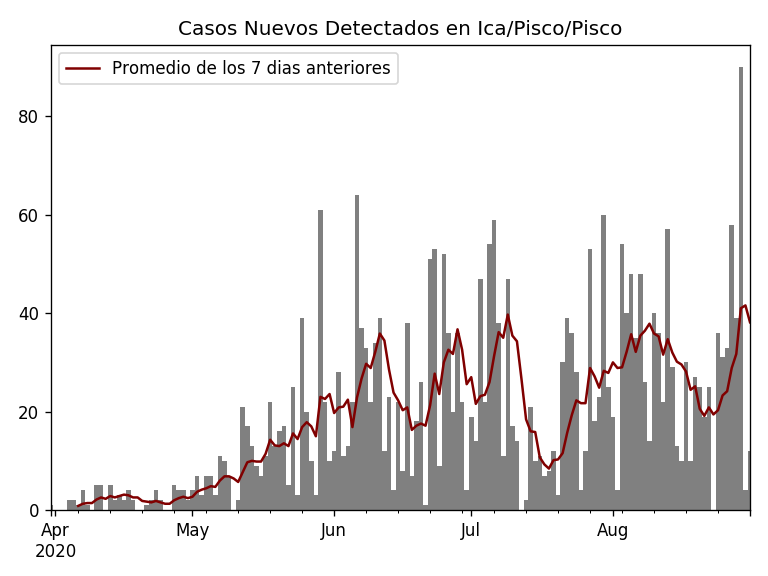 Casos Nuevos Detectados en Ica/Pisco/Pisco
Promedio de los 7 dias anteriores
80
60
40
20
0
Apr May Jun Jul Aug
2020